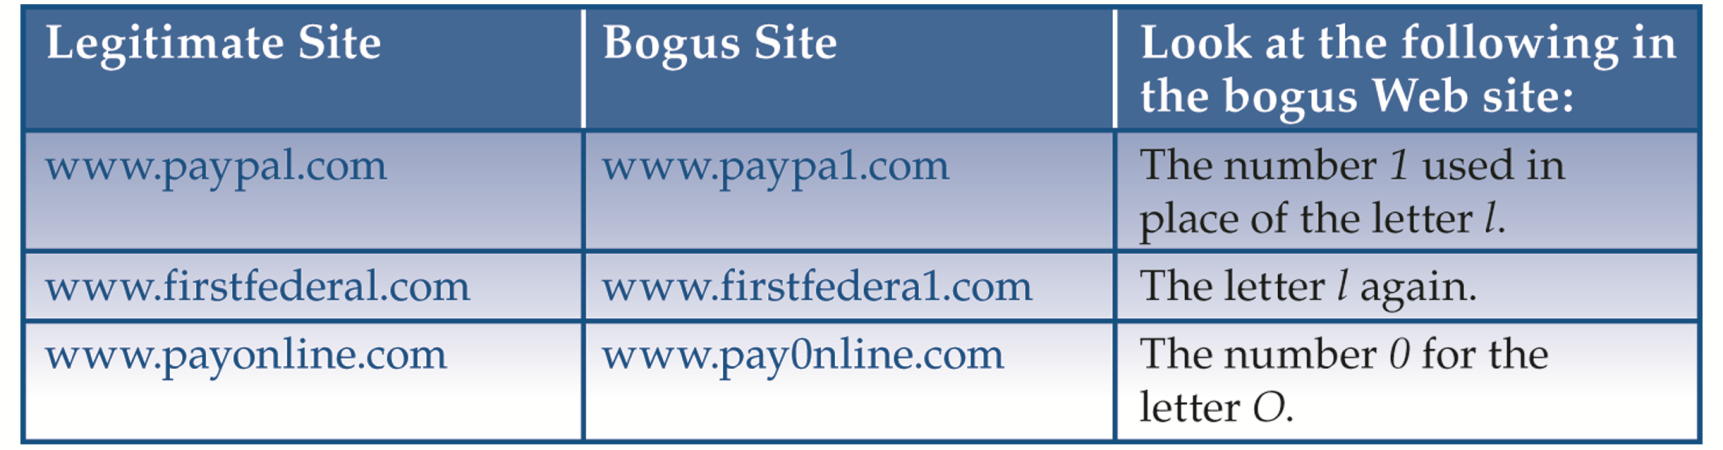 Legitimate Site
Bogus Site
Look at the following in
the bogus Web site:
www.paypal.com
www.paypa1.com
The number 1 used in
place of the letter l.
www.firstfederal.com
www.firstfedera1.com
The letter l again.
www.payonline.com
www.pay0nline.com
The number 0 for the
letter O.